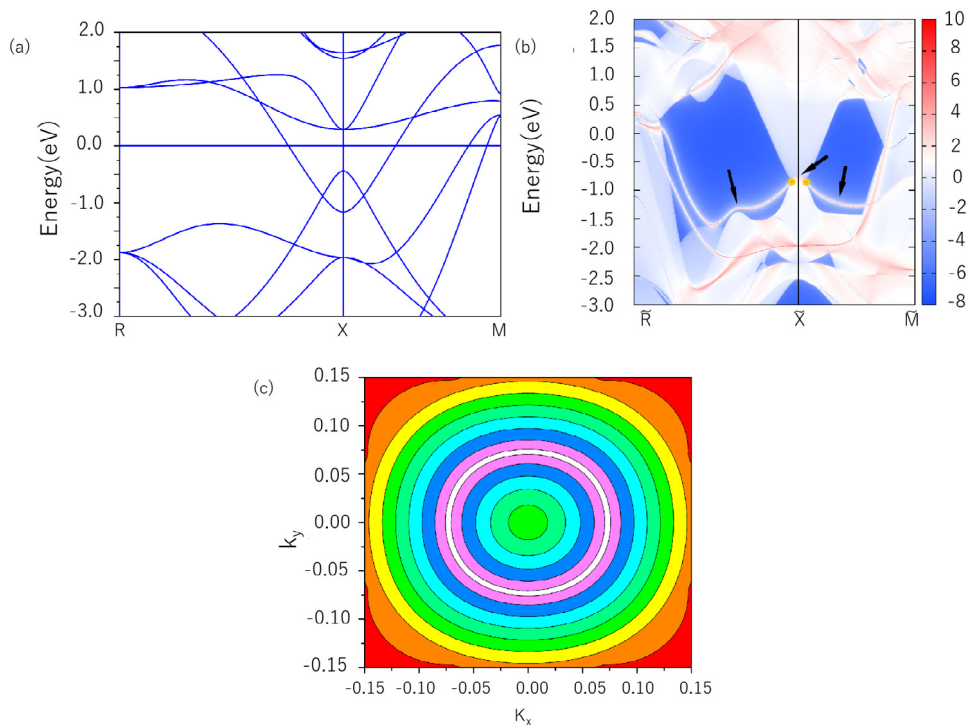 (a)
Energy(eV)
2.0
1.0
0.0
-1.0
-2.0
-3.0
R
X
M
(b)
Energy(eV)
2.0
1.5
1.0
0.5
0.0
-0.5
-1.0
-1.5
-2.0
-2.5
-3.0
R̃
X̃
M̃
10
8
6
4
2
0
-2
-4
-6
-8
(c)
k_y
0.15
0.10
0.05
0.00
-0.05
-0.10
-0.15
-0.15 -0.10 -0.05 0.00 0.05 0.10 0.15
K_x